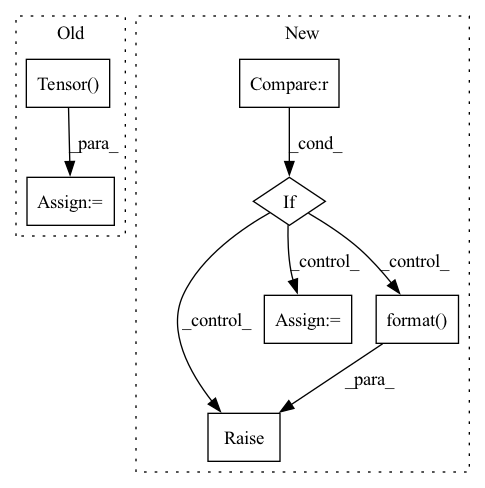 Old
New
Tensor()
Compare:r
_para_
_cond_
Assign:=
If
_control_
_control_
_control_
Assign:=
format()
_para_
Raise